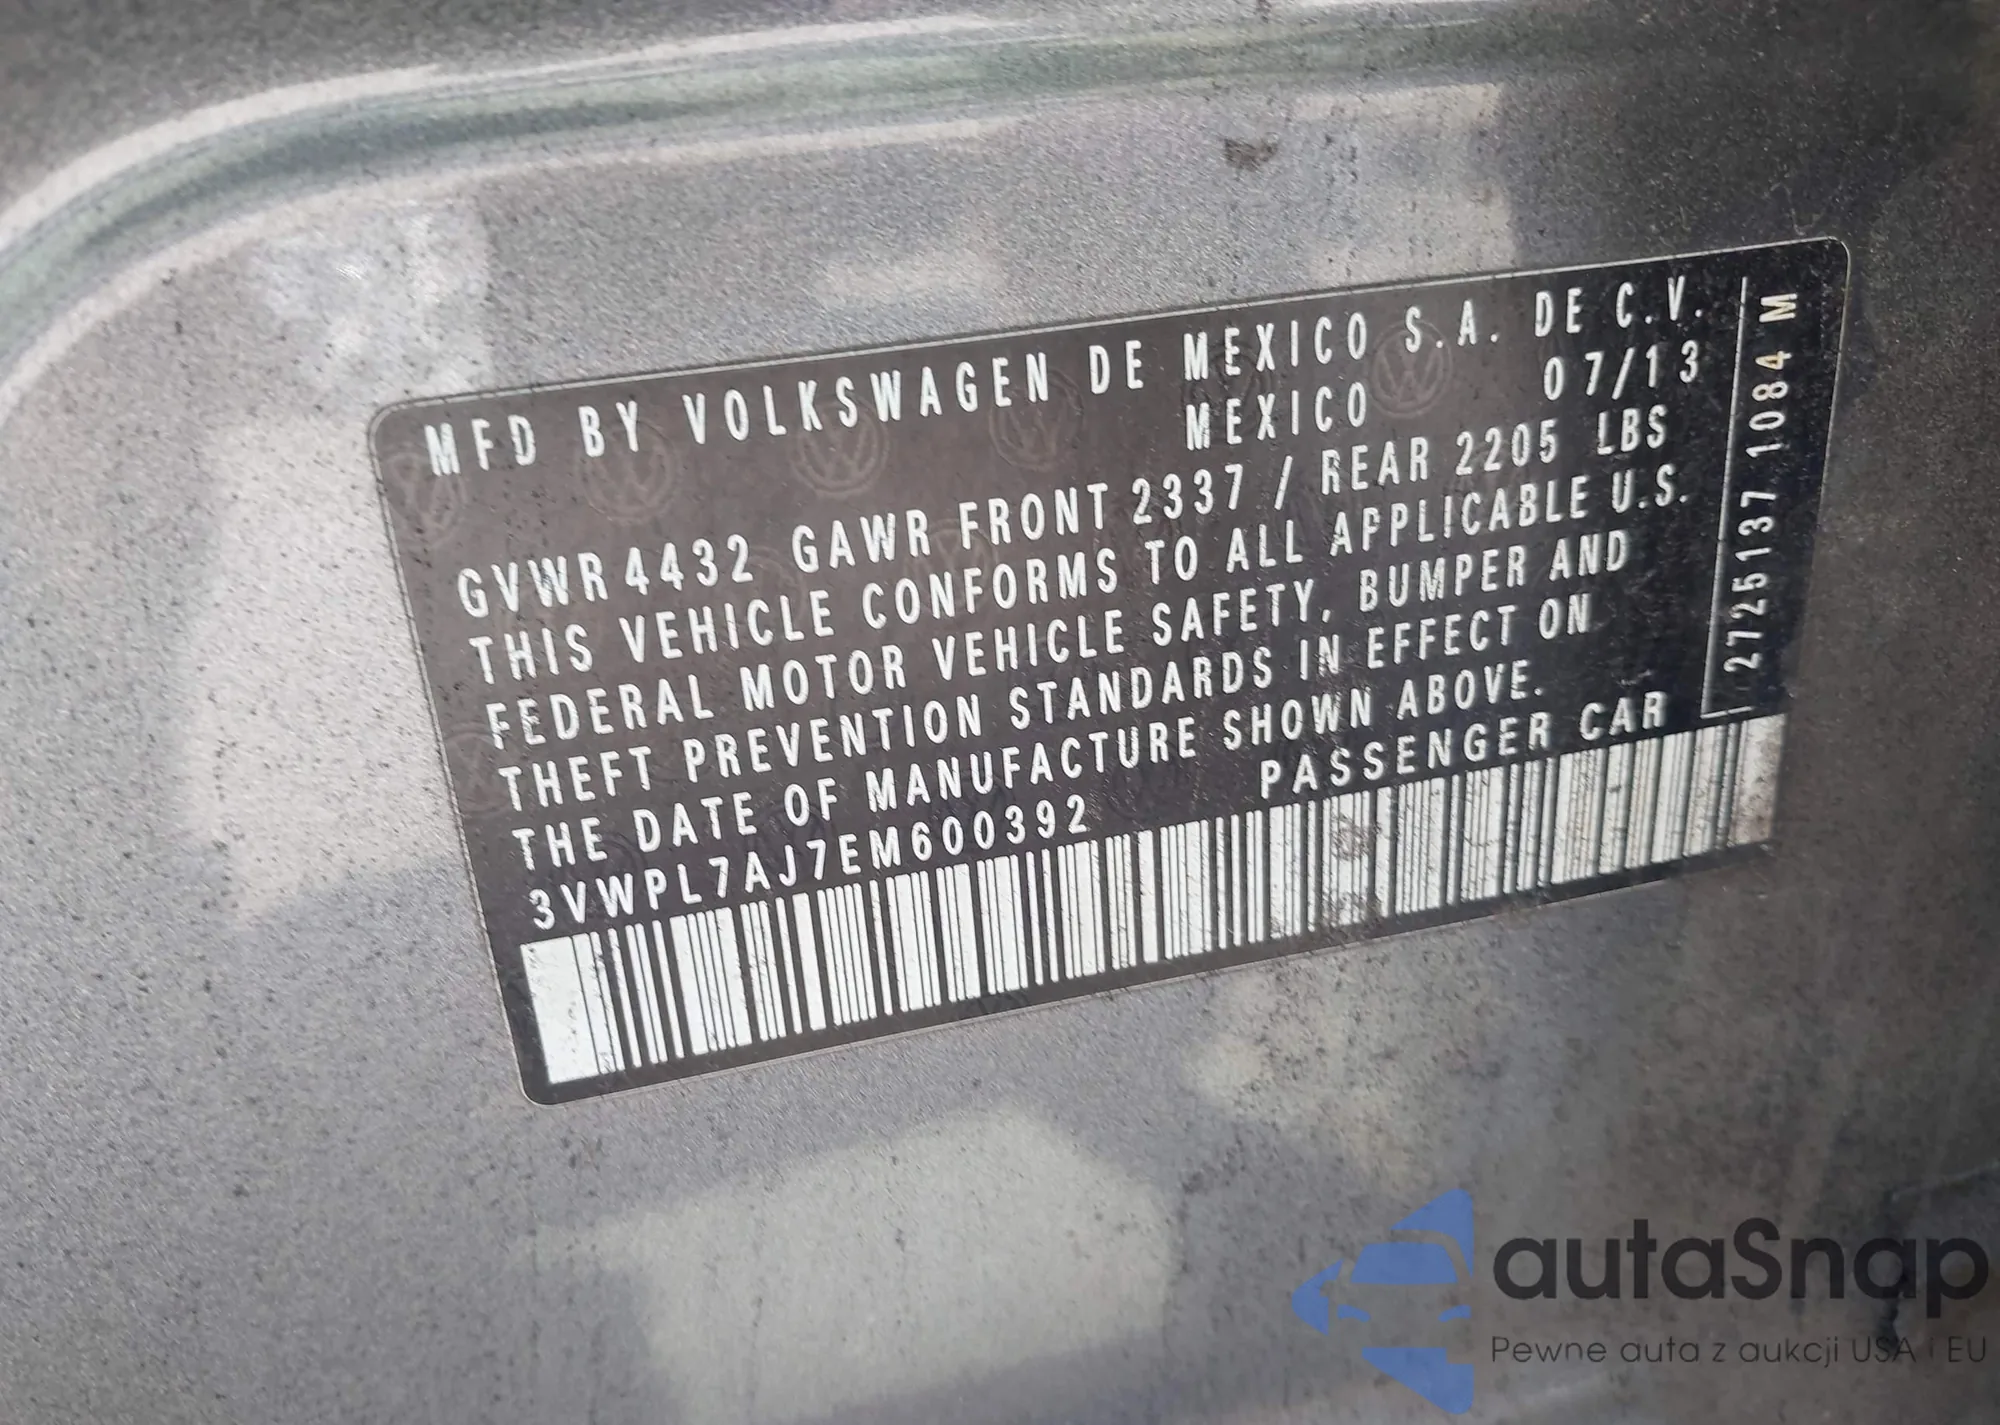 MFD BY VOLKSWAGEN DE MEXICO S.A. DE C.V.
MEXICO 07/13
GVWR 4432 GAWR FRONT 2337 / REAR 2205 LBS
THIS VEHICLE CONFORMS TO ALL APPLICABLE U.S.
FEDERAL MOTOR VEHICLE SAFETY, BUMPER AND
THEFT PREVENTION STANDARDS IN EFFECT ON
THE DATE OF MANUFACTURE SHOWN ABOVE.
3VWPL7AJ7EM600392 PASSENGER CAR
2725137 1084 M
autaSnap
Pewne auta z aukcji USA i EU